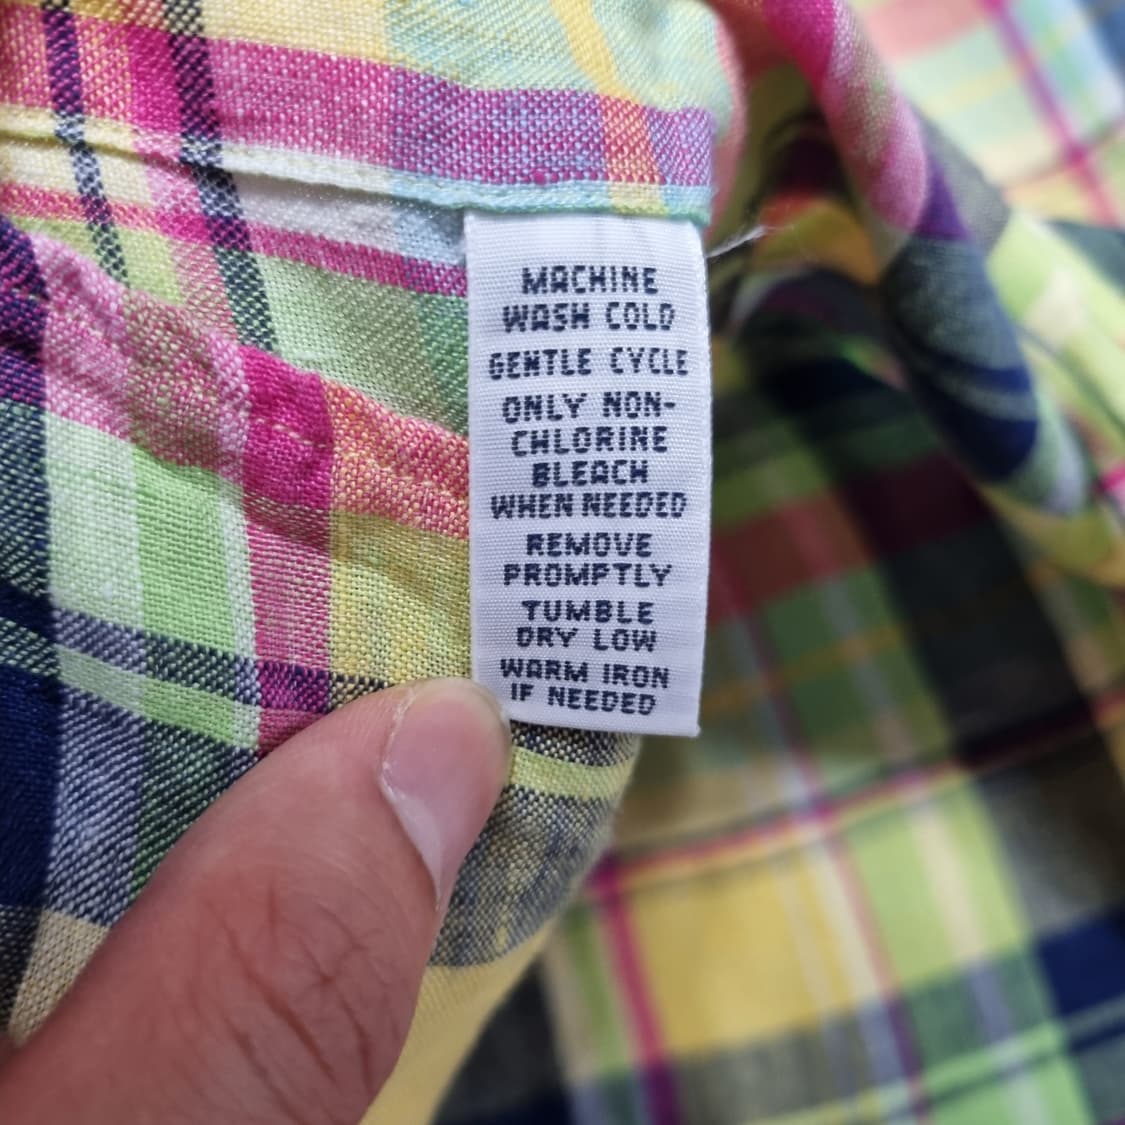 MACHINE
WASH COLD
GENTLE CYCLE
ONLY NON-
CHLORINE
BLEACH
WHEN NEEDED
REMOVE
PROMPTLY
TUMBLE
DRY LOW
WARM IRON
IF NEEDED